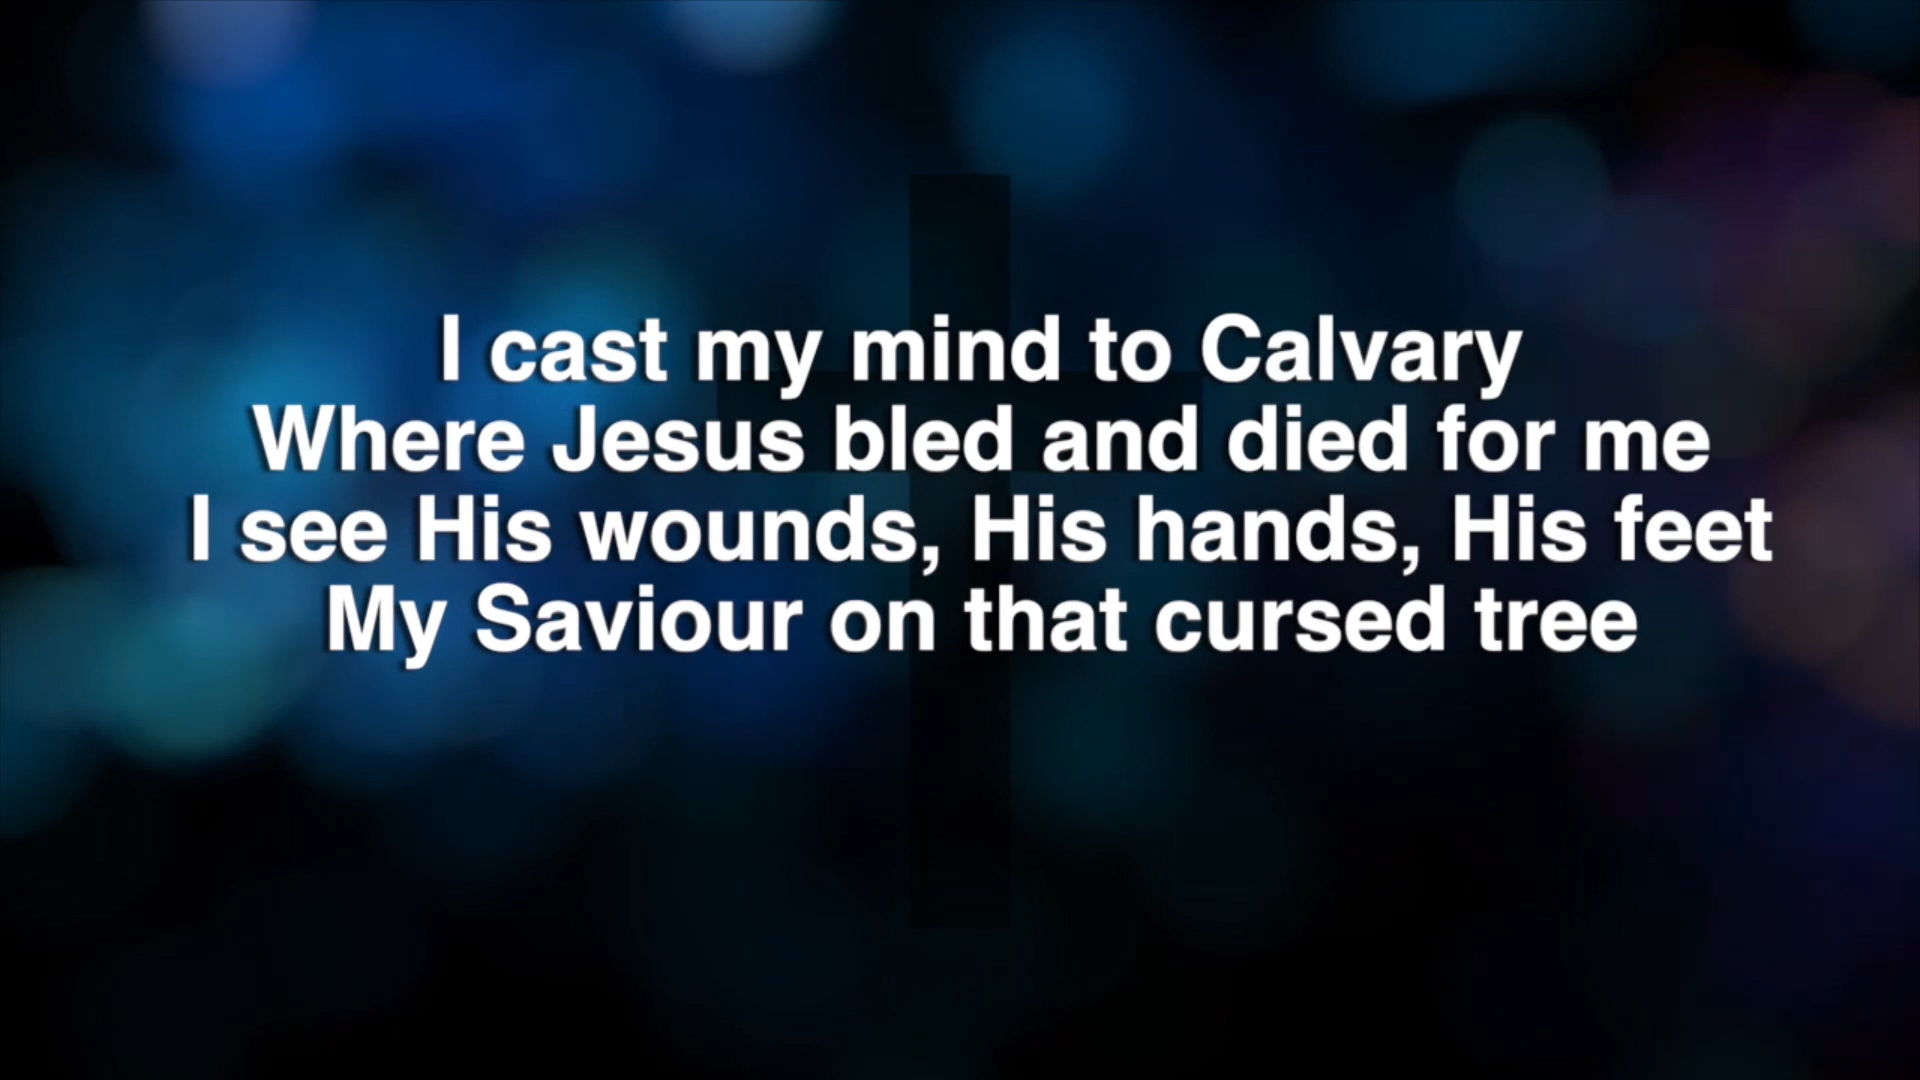 I cast my mind to Calvary
Where Jesus bled and died for me
I see His wounds, His hands, His feet
My Saviour on that cursed tree